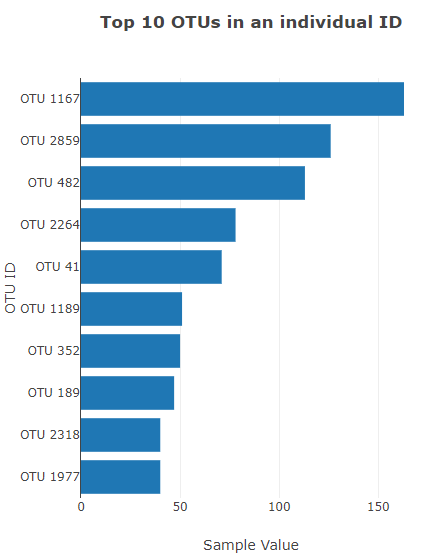 Top 10 OTUs in an individual ID
OTU 1167
OTU 2859
OTU 482
OTU 2264
OTU 41
OTU 1189
OTU 352
OTU 189
OTU 2318
OTU 1977
OTU ID
0 50 100 150
Sample Value